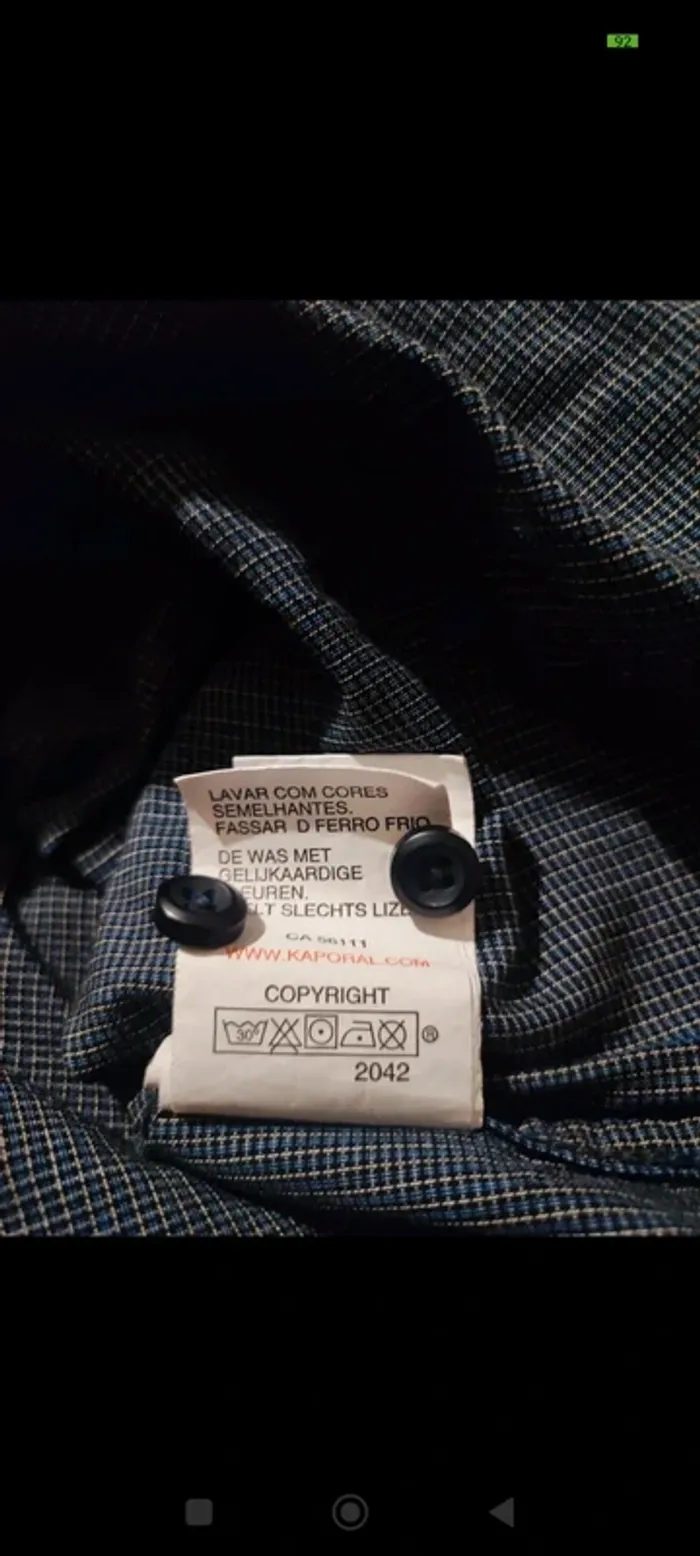 92
LAVAR COM CORES
SEMELHANTES.
FASSAR D FERRO FRIO
DE WAS MET
GELIJKAARDIGE
EUREN.
ELT SLECHTS LIZE
CA 56111
WWW.KAPORAL.COM
COPYRIGHT
30°
®
2042